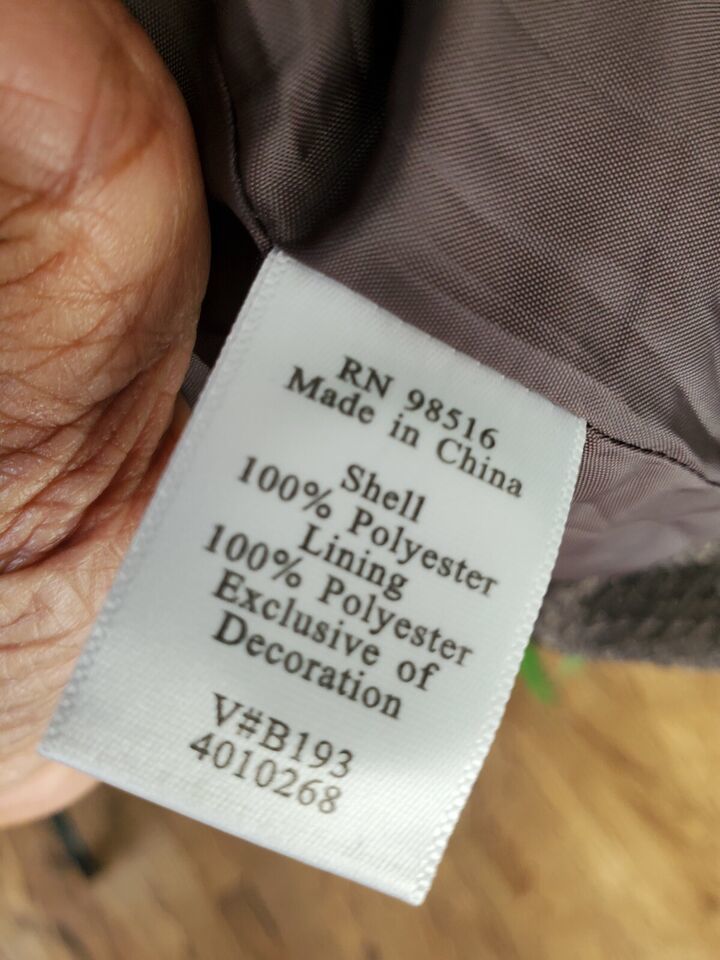 RN 98516
Made in China
Shell
100% Polyester
Lining
100% Polyester
Exclusive of
Decoration
V#B193
4010268